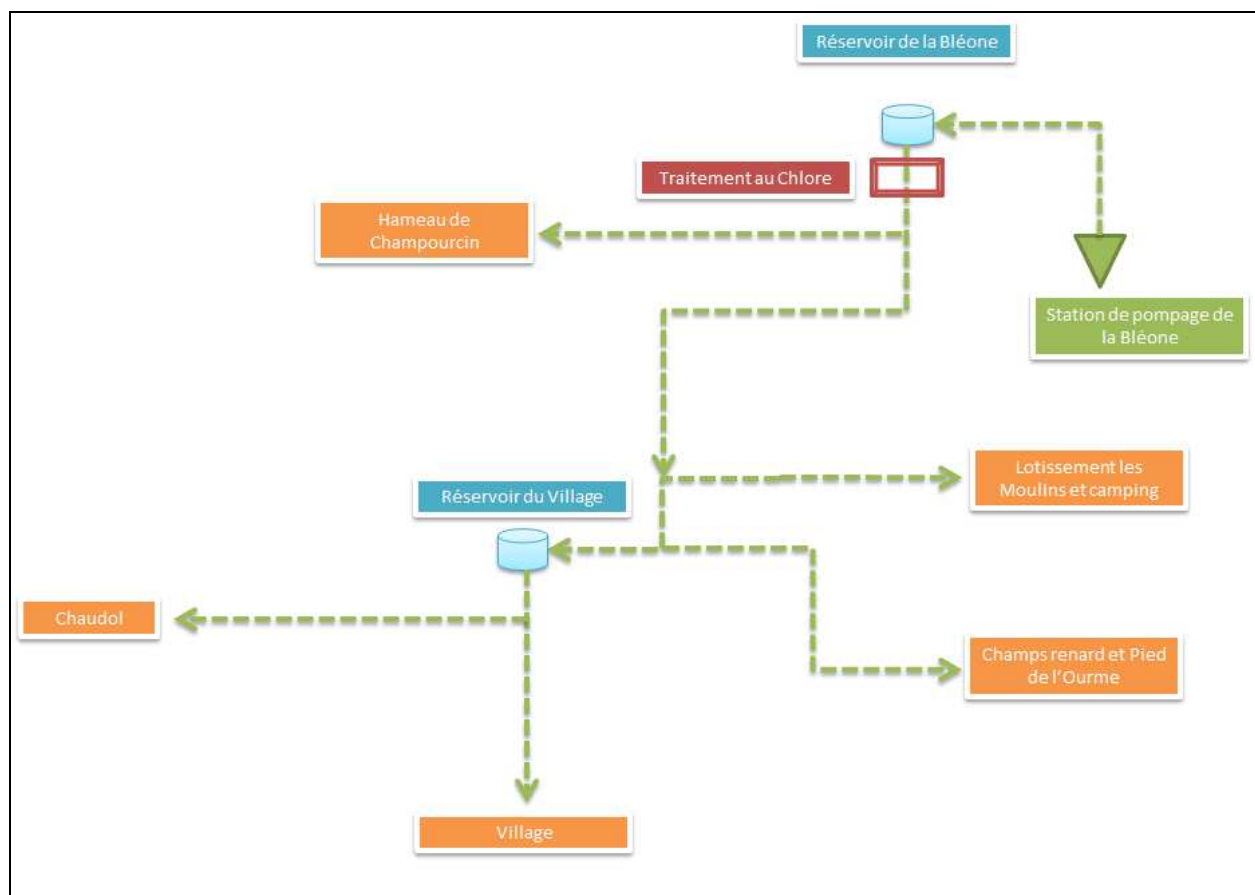 Réservoir de la Bléone
Traitement au Chlore
Hameau de
Champourcin
Station de pompage de
la Bléone
Lotissement les
Moulins et camping
Réservoir du Village
Chaudol
Champs renard et Pied
de l'Ourme
Village